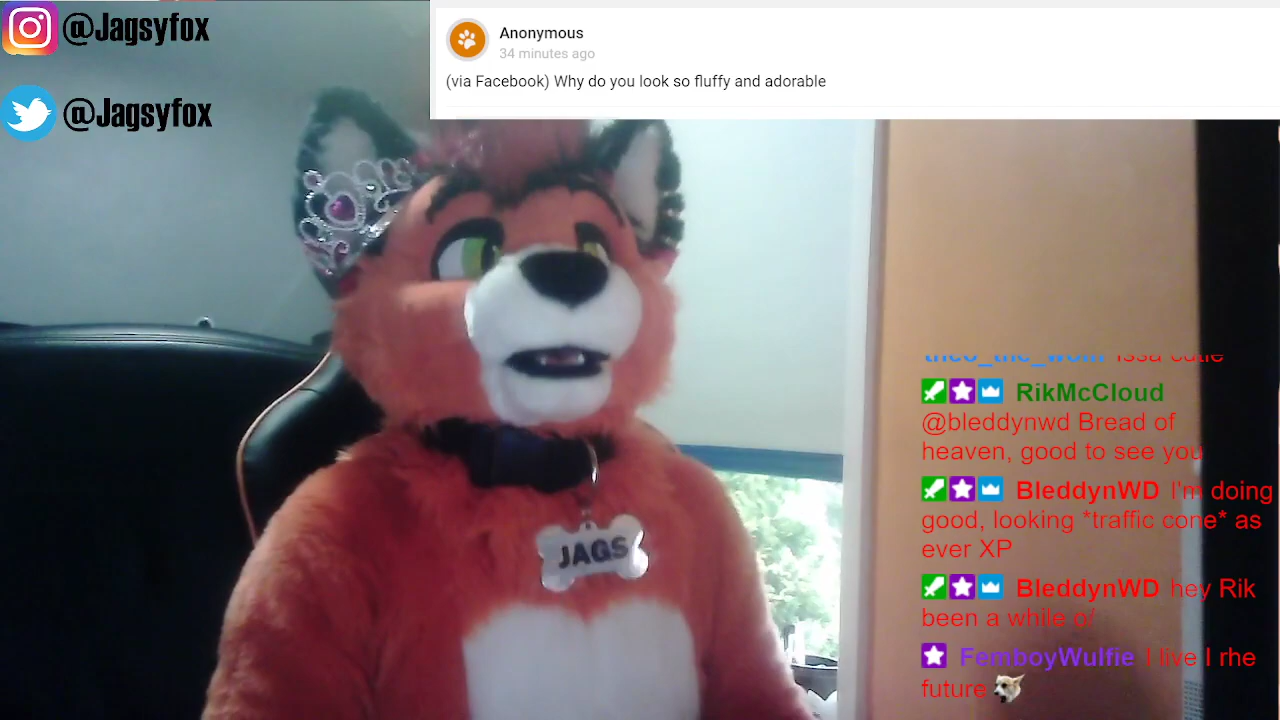 @Jagsyfox
@Jagsyfox
Anonymous
34 minutes ago
(via Facebook) Why do you look so fluffy and adorable
JAGS
Issa cutie
RikMcCloud
@bleddynwd Bread of
heaven, good to see you
BleddynWD I'm doing
good, looking *traffic cone* as
ever XP
BleddynWD hey Rik
been a while o/
FemboyWulfie I live I rhe
future